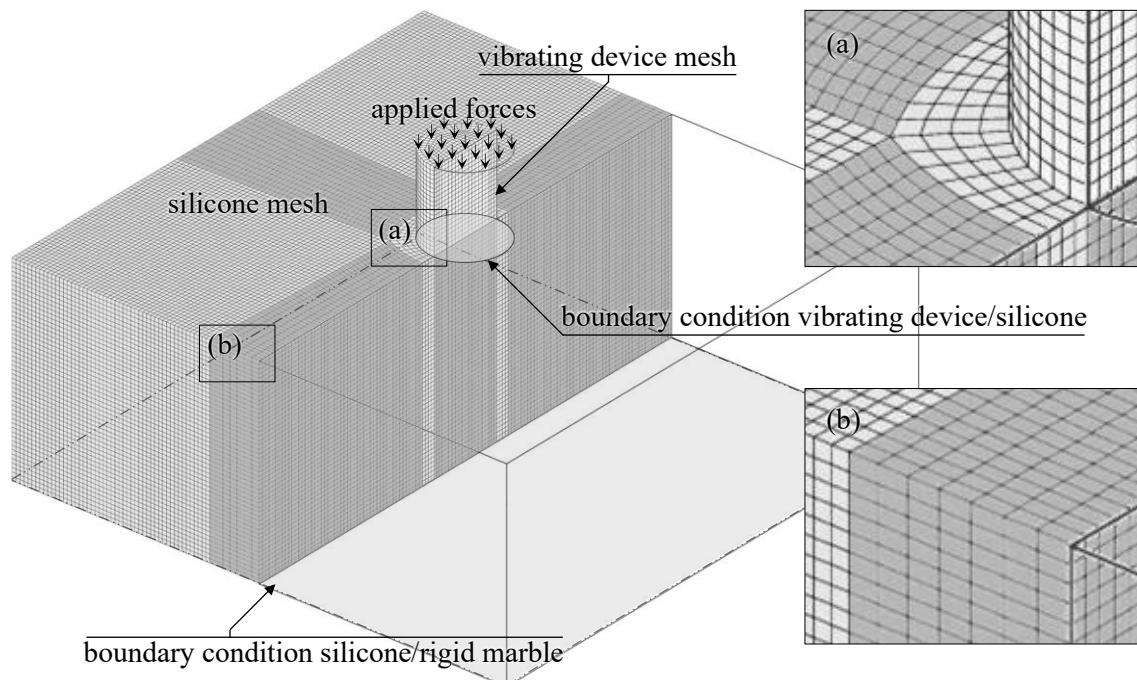 vibrating device mesh
(a)
applied forces
silicone mesh
(a)
boundary condition vibrating device/silicone
(b)
(b)
boundary condition silicone/rigid marble